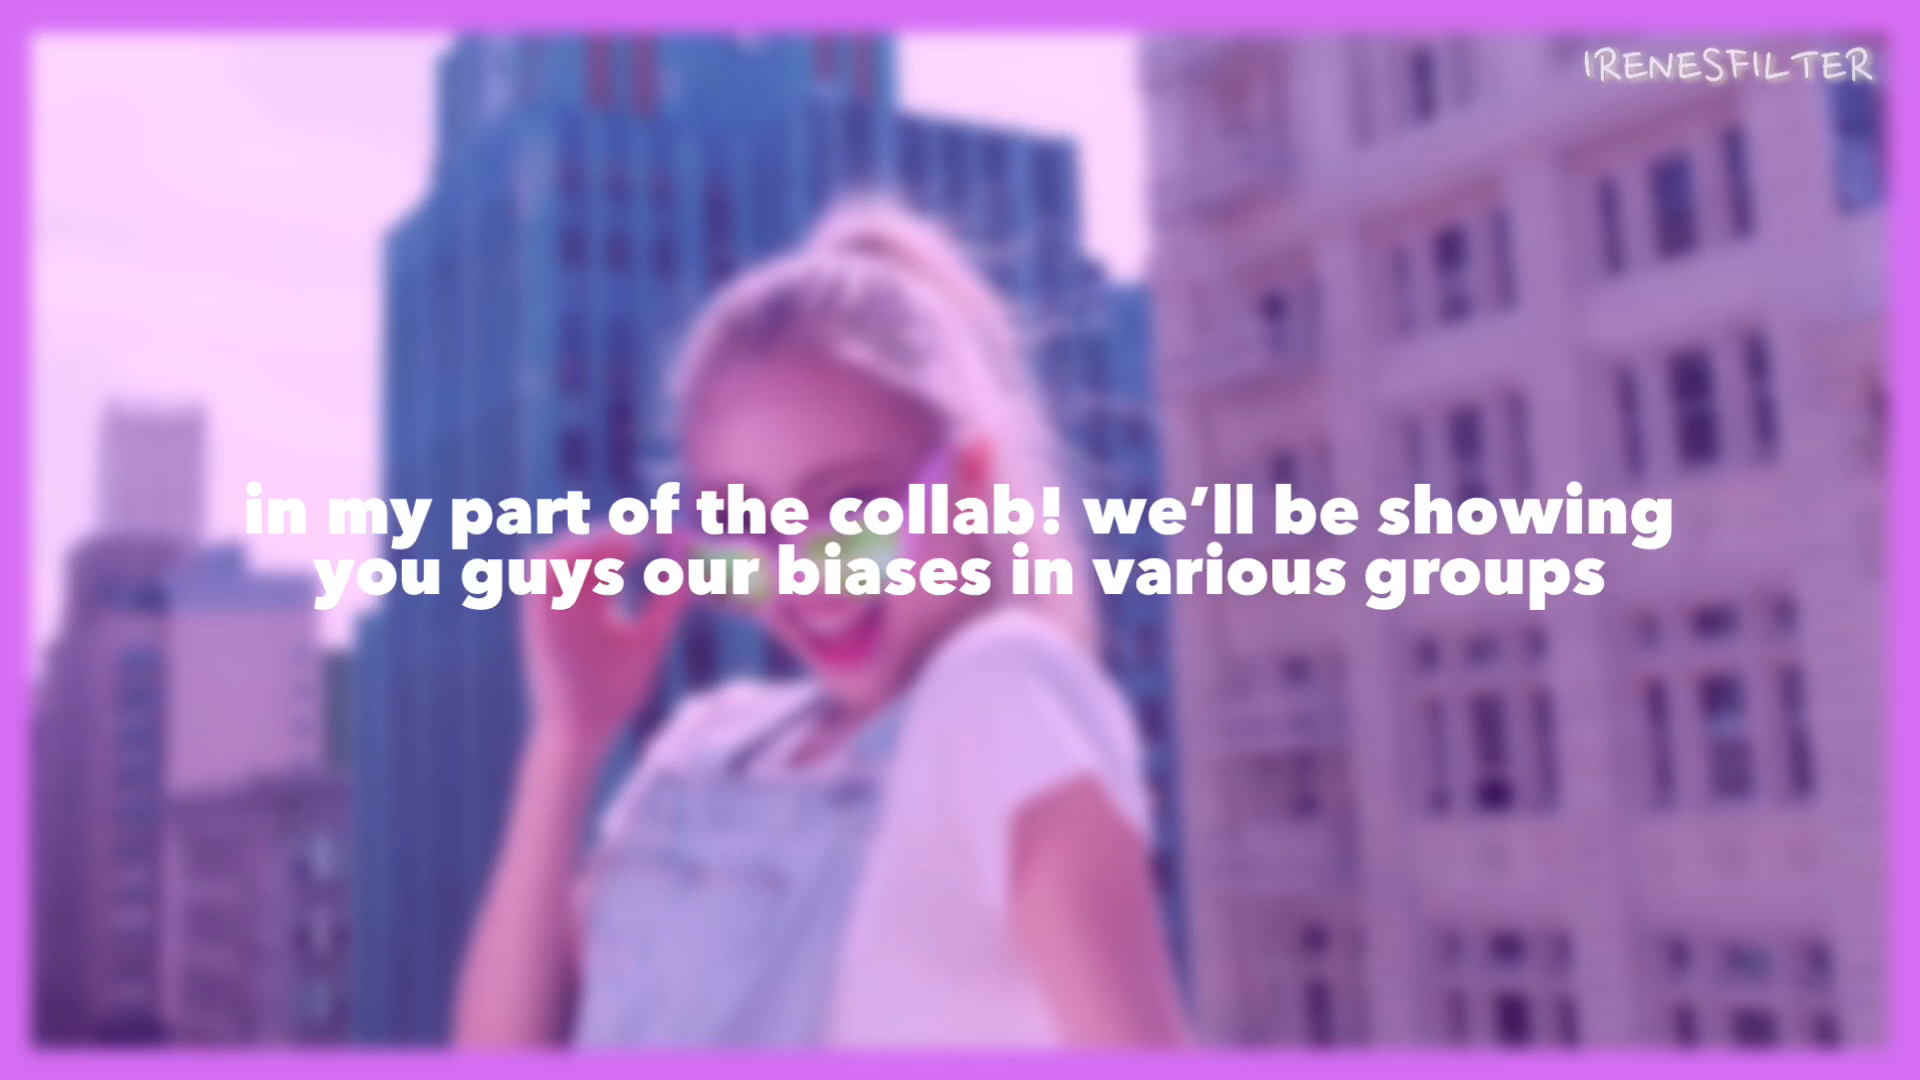 IRENESFILTER
in my part of the collab! we’ll be showing
you guys our biases in various groups